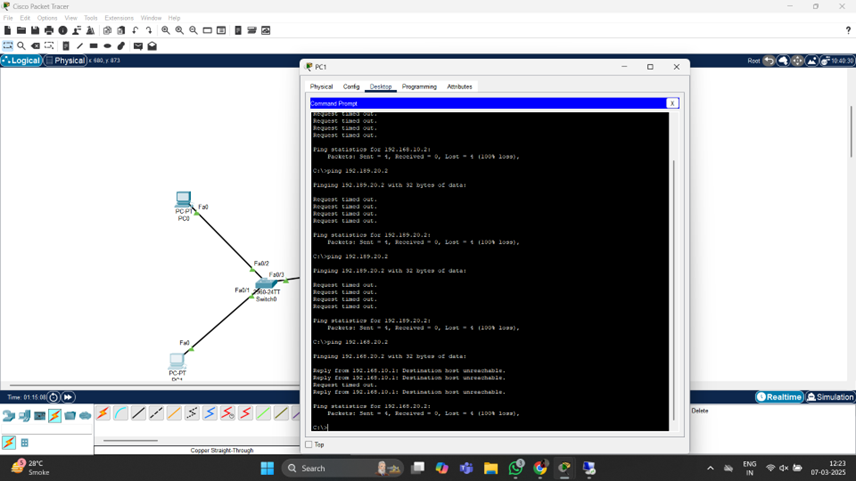 Cisco Packet Tracer
File Edit Options View Tools Extensions Window Help
Logical Physical x 680, y 873
Root 10:40:30
PC1
Physical Config Desktop Programming Attributes
Command Prompt
X
Request timed out.
Request timed out.
Request timed out.
Request timed out.
Ping statistics for 192.168.10.2:
Packets: Sent = 4, Received = 0, Lost = 4 (100% loss),
C:\>ping 192.189.20.2
Pinging 192.189.20.2 with 32 bytes of data:
Request timed out.
Request timed out.
Request timed out.
Request timed out.
Ping statistics for 192.189.20.2:
Packets: Sent = 4, Received = 0, Lost = 4 (100% loss),
C:\>ping 192.189.20.2
Pinging 192.189.20.2 with 32 bytes of data:
Request timed out.
Request timed out.
Request timed out.
Request timed out.
Ping statistics for 192.189.20.2:
Packets: Sent = 4, Received = 0, Lost = 4 (100% loss),
C:\>ping 192.168.20.2
Pinging 192.168.20.2 with 32 bytes of data:
Reply from 192.168.10.1: Destination host unreachable.
Reply from 192.168.10.1: Destination host unreachable.
Request timed out.
Reply from 192.168.10.1: Destination host unreachable.
Ping statistics for 192.168.20.2:
Packets: Sent = 4, Received = 0, Lost = 4 (100% loss),
C:\>
Top
Fa0
PC-PT
PC0
Fa0/2
Fa0/3
Fa0/1
2960-24TT
Switch0
Fa0
PC-PT
Time: 01:15:08
Realtime Simulation
Copper Straight-Through
Delete
28°C
Smoke
Search
ENG
IN
12:23
07-03-2025